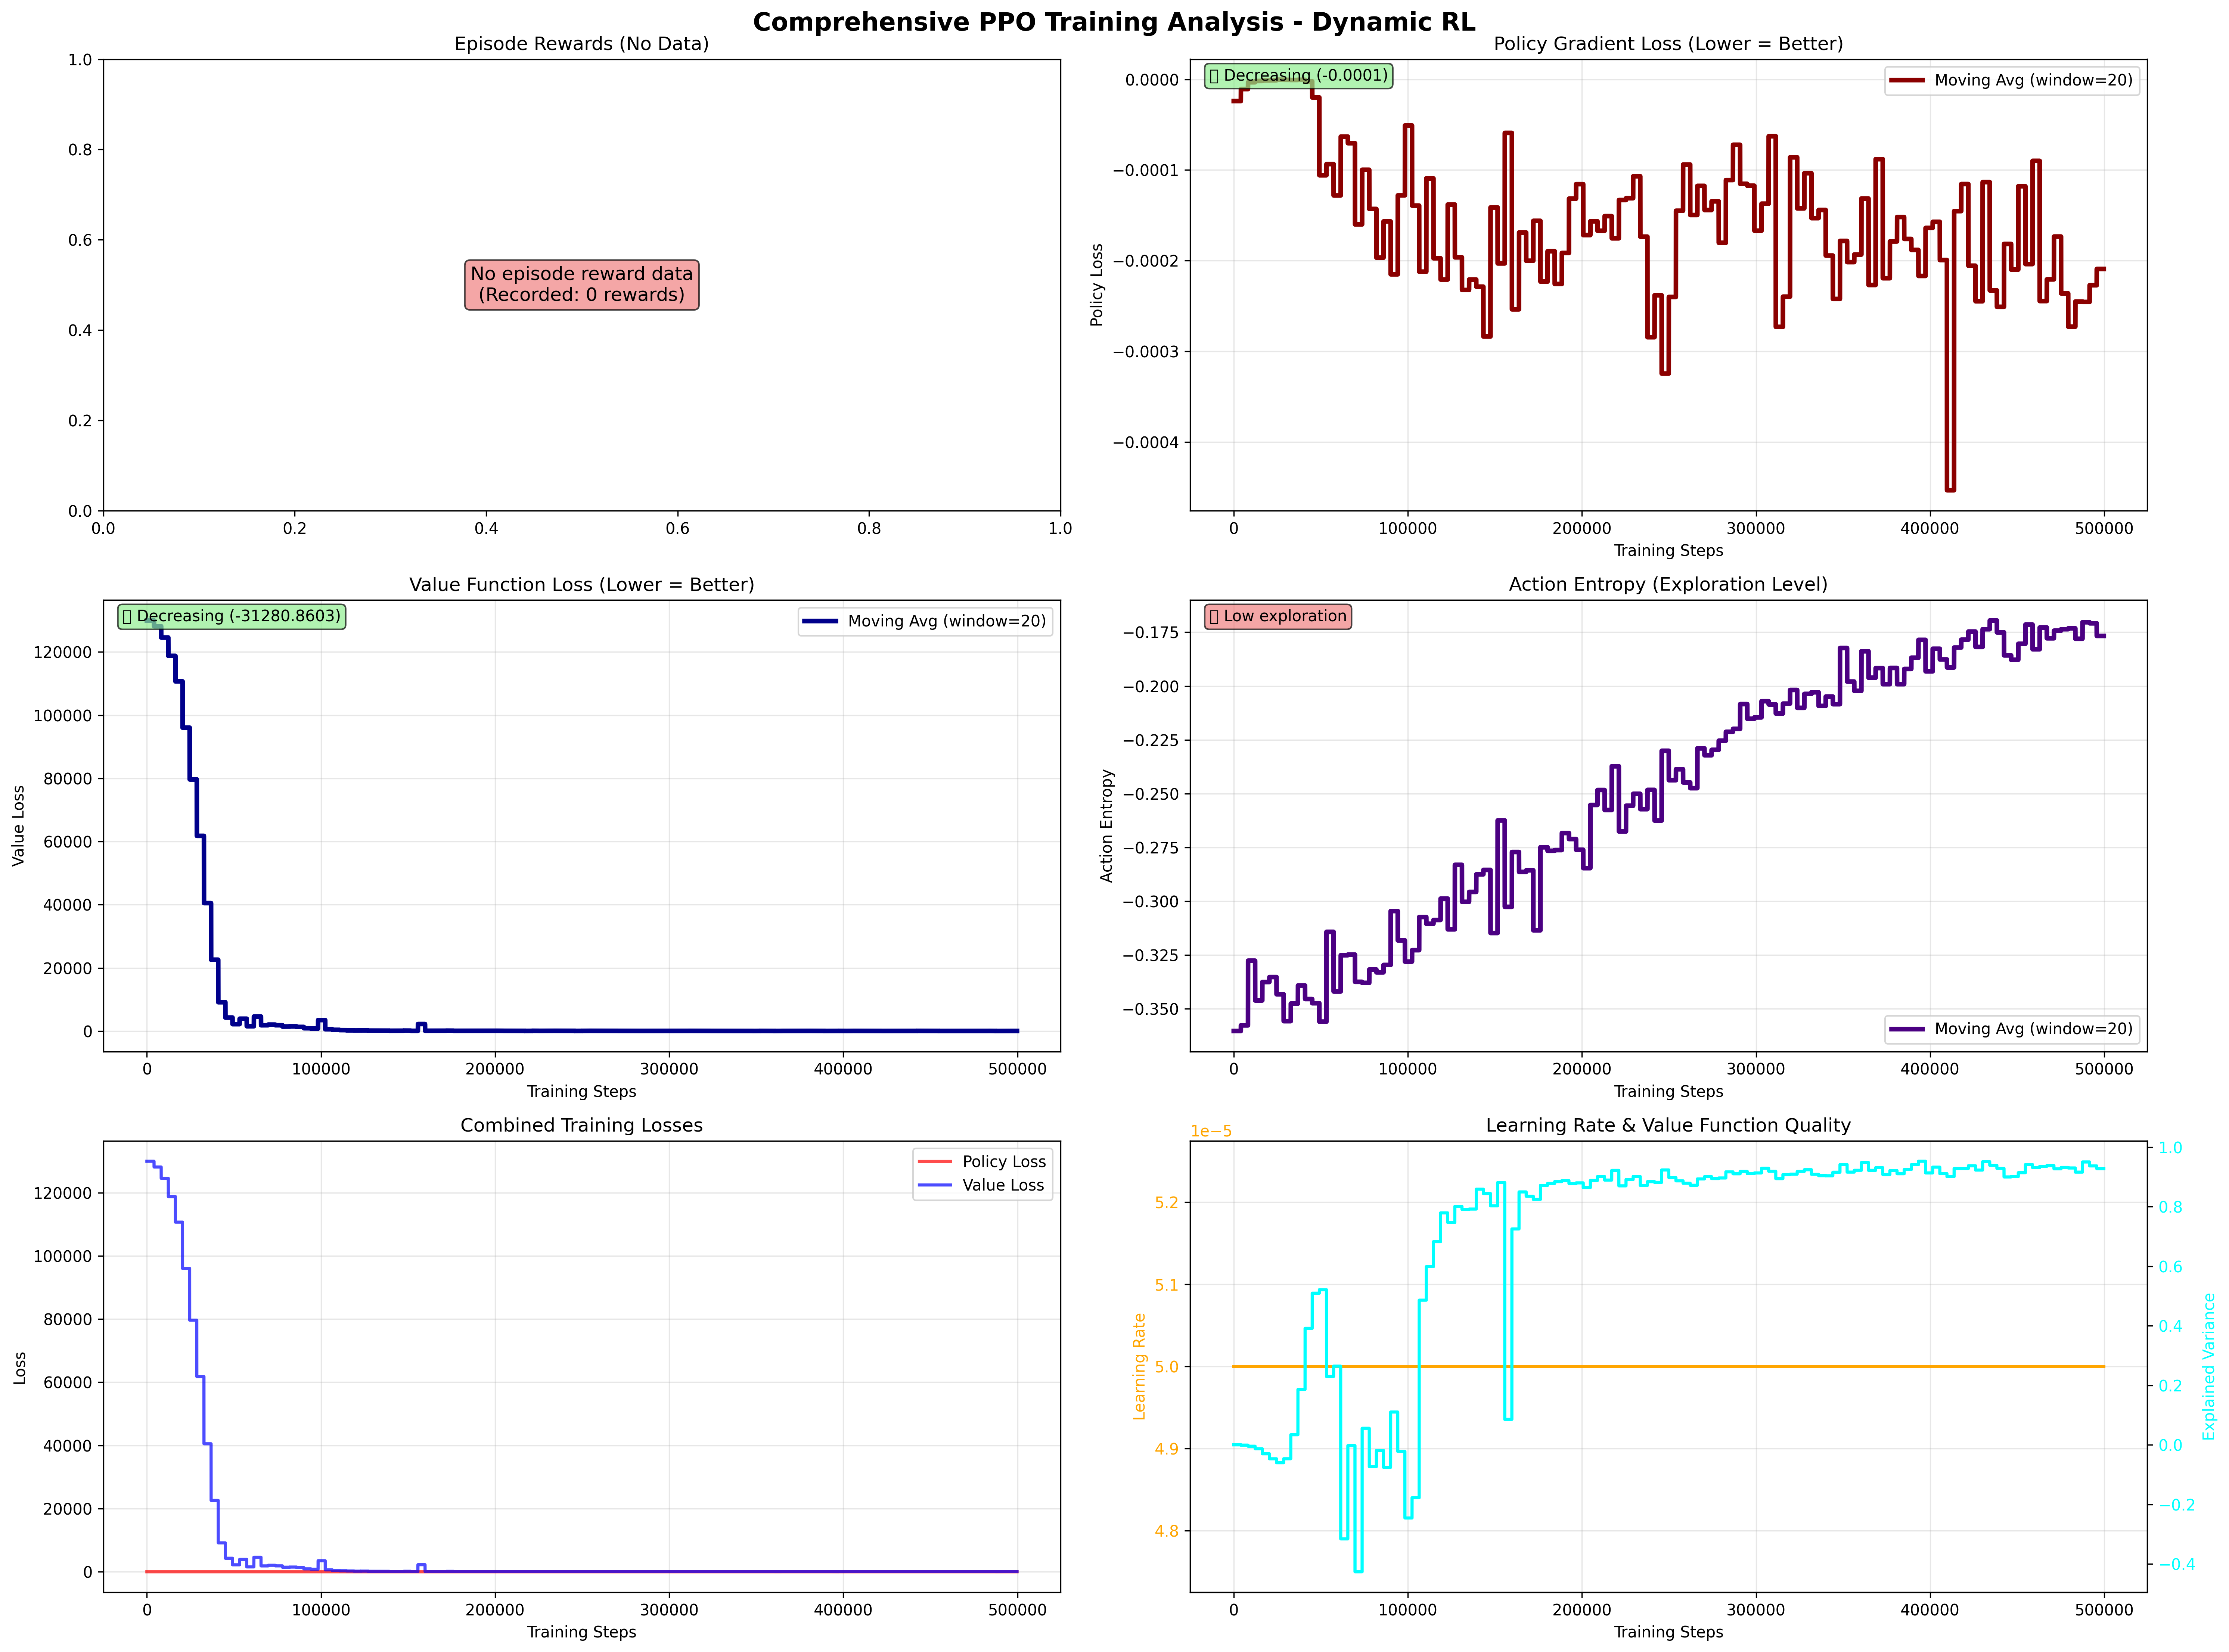 Comprehensive PPO Training Analysis - Dynamic RL
Episode Rewards (No Data)
1.0
0.8
0.6
0.4
0.2
0.0
No episode reward data
(Recorded: 0 rewards)
0.0 0.2 0.4 0.6 0.8 1.0
Policy Gradient Loss (Lower = Better)
Decreasing (-0.0001)
Moving Avg (window=20)
Policy Loss
0.0000
−0.0001
−0.0002
−0.0003
−0.0004
0 100000 200000 300000 400000 500000
Training Steps
Value Function Loss (Lower = Better)
Decreasing (-31280.8603)
Moving Avg (window=20)
Value Loss
120000
100000
80000
60000
40000
20000
0
0 100000 200000 300000 400000 500000
Training Steps
Action Entropy (Exploration Level)
Low exploration
Action Entropy
−0.175
−0.200
−0.225
−0.250
−0.275
−0.300
−0.325
−0.350
Moving Avg (window=20)
0 100000 200000 300000 400000 500000
Training Steps
Combined Training Losses
Policy Loss
Value Loss
Loss
120000
100000
80000
60000
40000
20000
0
0 100000 200000 300000 400000 500000
Training Steps
Learning Rate & Value Function Quality
1e−5
Learning Rate
5.2
5.1
5.0
4.9
4.8
1.0
0.8
0.6
0.4
0.2
0.0
−0.2
−0.4
Explained Variance
0 100000 200000 300000 400000 500000
Training Steps